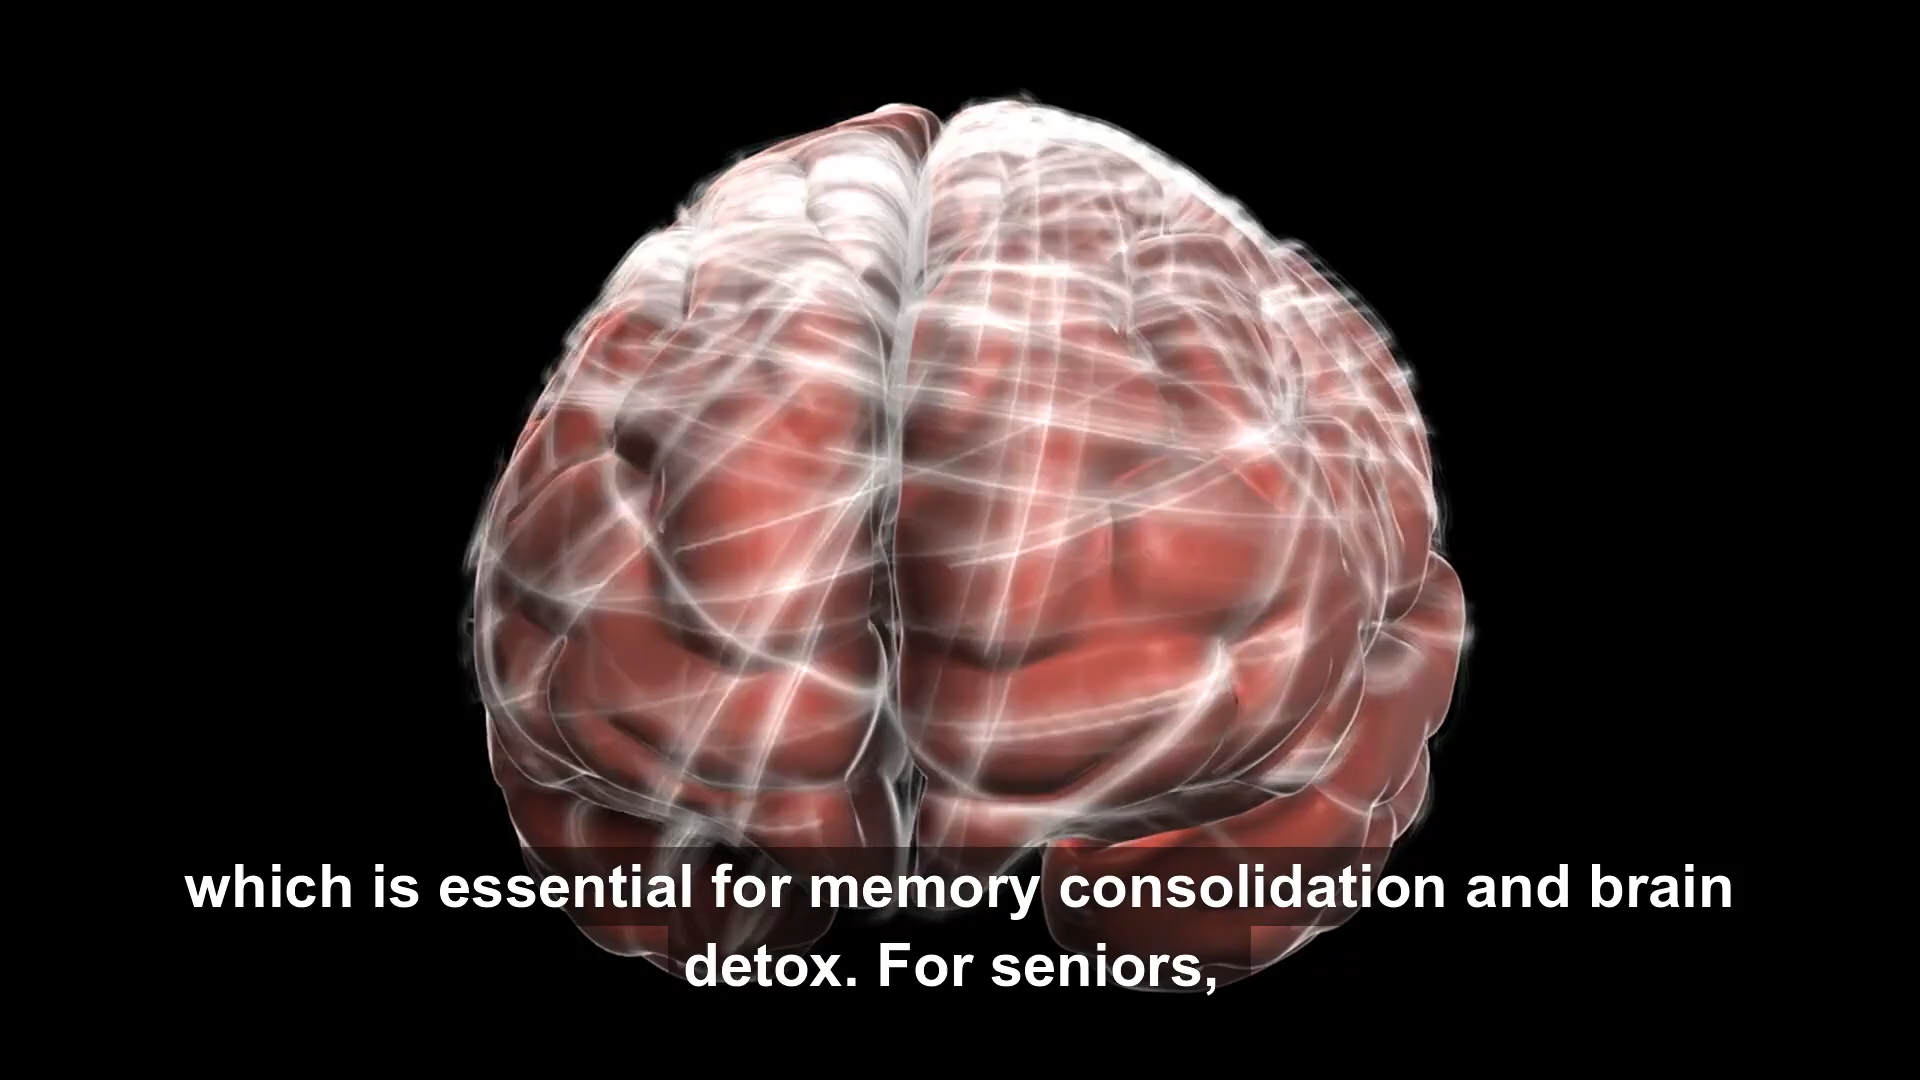 which is essential for memory consolidation and brain
detox. For seniors,